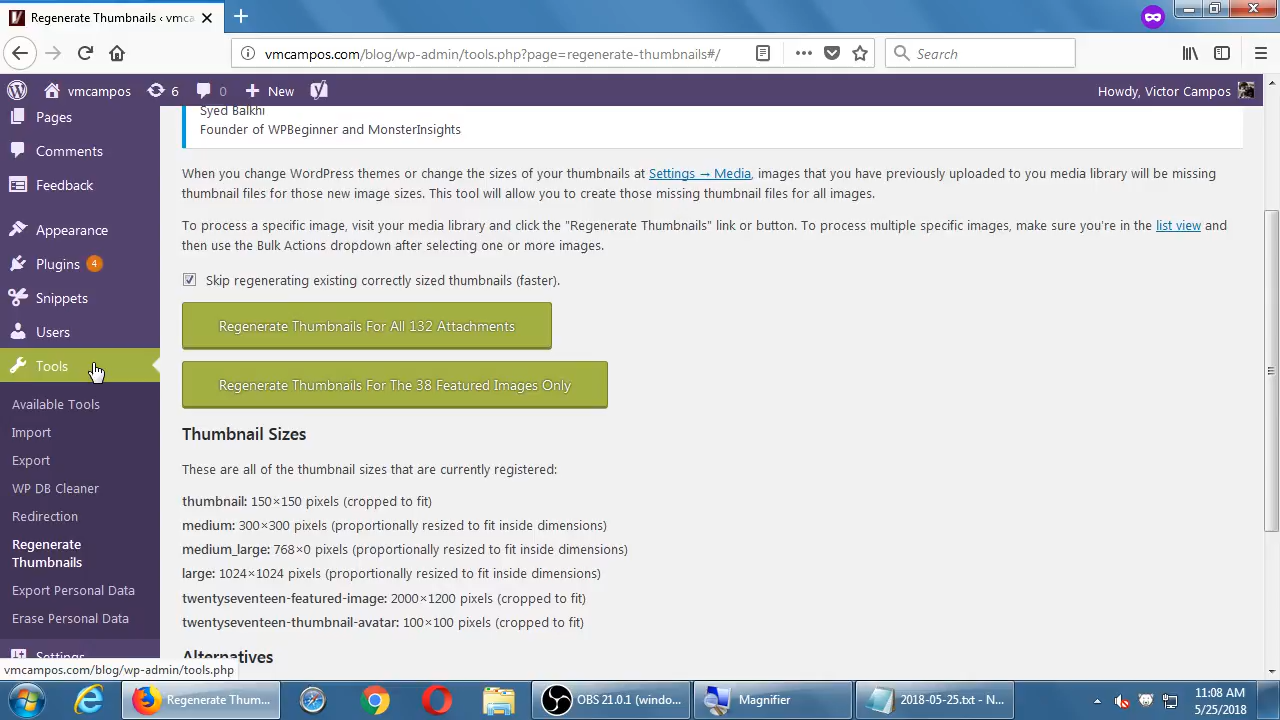 Regenerate Thumbnails ‹ vmca
vmcampos.com/blog/wp-admin/tools.php?page=regenerate-thumbnails#/
Search
vmcampos
6
0
New
Howdy, Victor Campos
Pages
Comments
Feedback
Appearance
Plugins 4
Snippets
Users
Tools
Available Tools
Import
Export
WP DB Cleaner
Redirection
Regenerate
Thumbnails
Export Personal Data
Erase Personal Data
Settings
Syed Balkhi
Founder of WPBeginner and MonsterInsights
When you change WordPress themes or change the sizes of your thumbnails at Settings → Media, images that you have previously uploaded to you media library will be missing
thumbnail files for those new image sizes. This tool will allow you to create those missing thumbnail files for all images.
To process a specific image, visit your media library and click the "Regenerate Thumbnails" link or button. To process multiple specific images, make sure you're in the list view and
then use the Bulk Actions dropdown after selecting one or more images.
Skip regenerating existing correctly sized thumbnails (faster).
Regenerate Thumbnails For All 132 Attachments
Regenerate Thumbnails For The 38 Featured Images Only
Thumbnail Sizes
These are all of the thumbnail sizes that are currently registered:
thumbnail: 150×150 pixels (cropped to fit)
medium: 300×300 pixels (proportionally resized to fit inside dimensions)
medium_large: 768×0 pixels (proportionally resized to fit inside dimensions)
large: 1024×1024 pixels (proportionally resized to fit inside dimensions)
twentyseventeen-featured-image: 2000×1200 pixels (cropped to fit)
twentyseventeen-thumbnail-avatar: 100×100 pixels (cropped to fit)
Alternatives
vmcampos.com/blog/wp-admin/tools.php
Regenerate Thum...
OBS 21.0.1 (windo...
Magnifier
2018-05-25.txt - N...
11:08 AM
5/25/2018